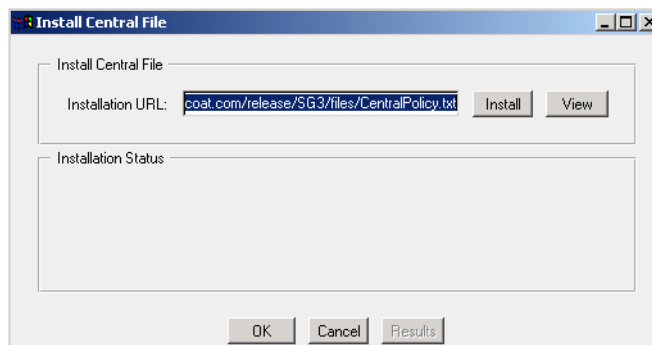 Install Central File
Install Central File
Installation URL: coat.com/release/SG3/files/CentralPolicy.txt Install View
Installation Status
OK Cancel Results